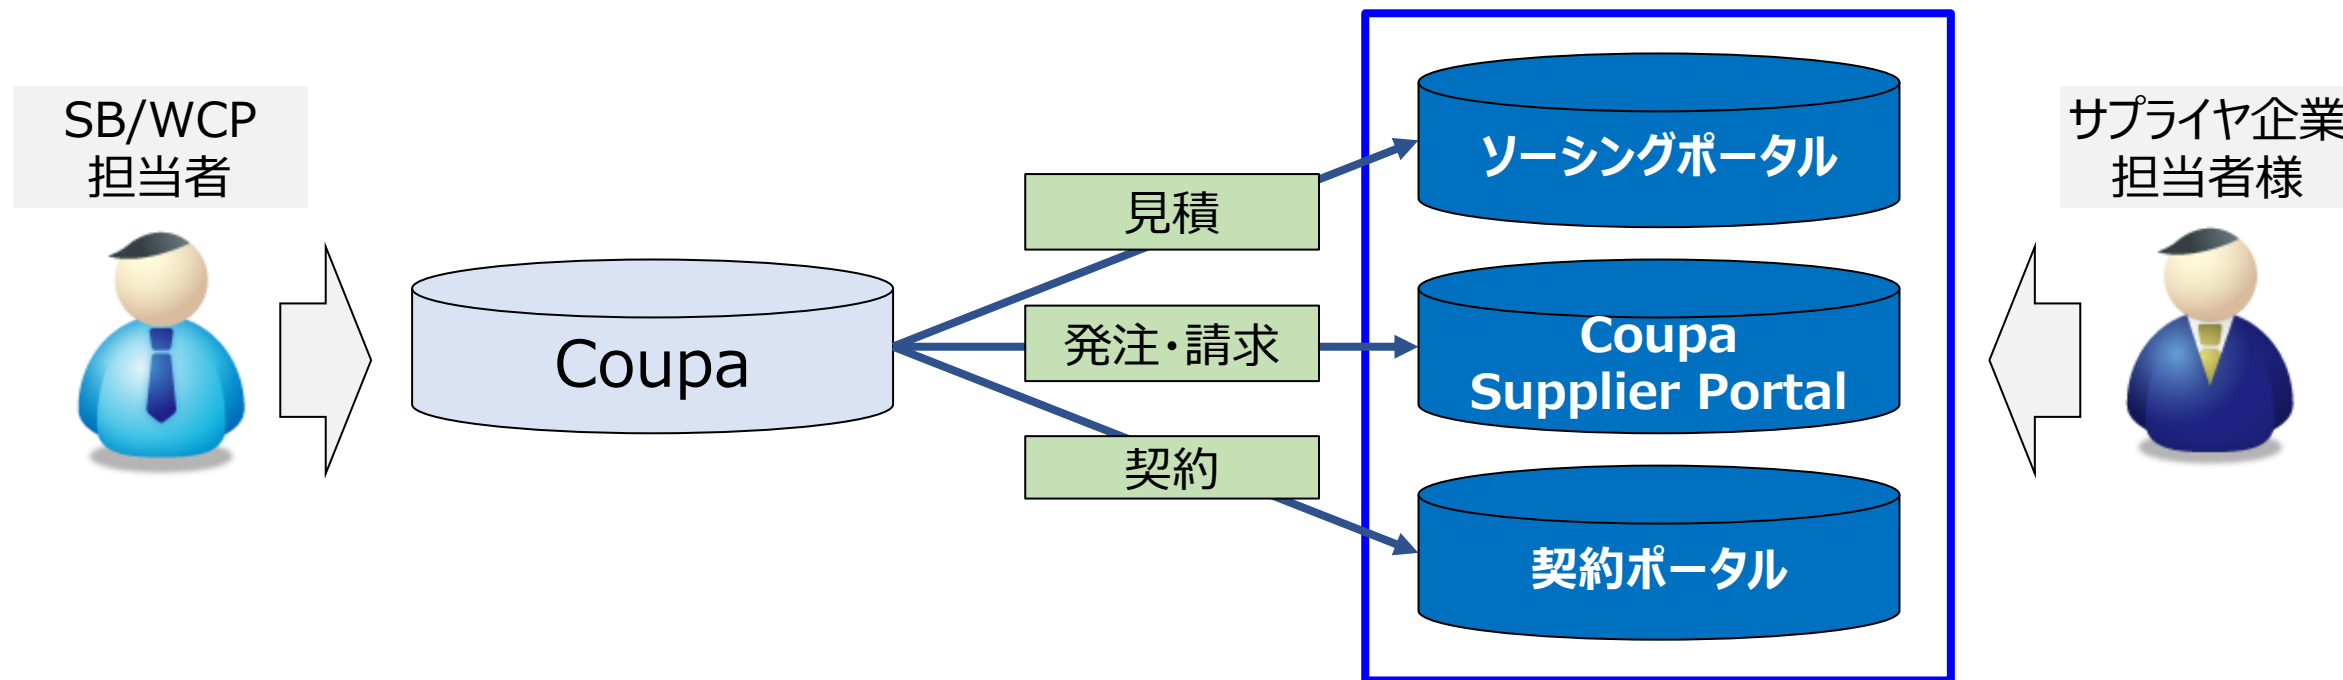 SB/WCP
担当者
Coupa
見積
発注・請求
契約
ソーシングポータル
Coupa
Supplier Portal
契約ポータル
サプライヤ企業
担当者様